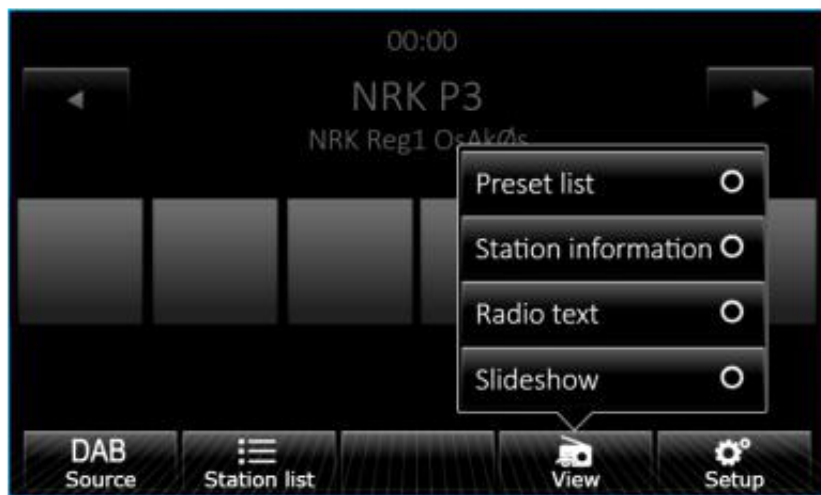 00:00
NRK P3
NRK Reg1 OsAkØs
Preset list
Station information
Radio text
Slideshow
DAB
Source
Station list
View
Setup